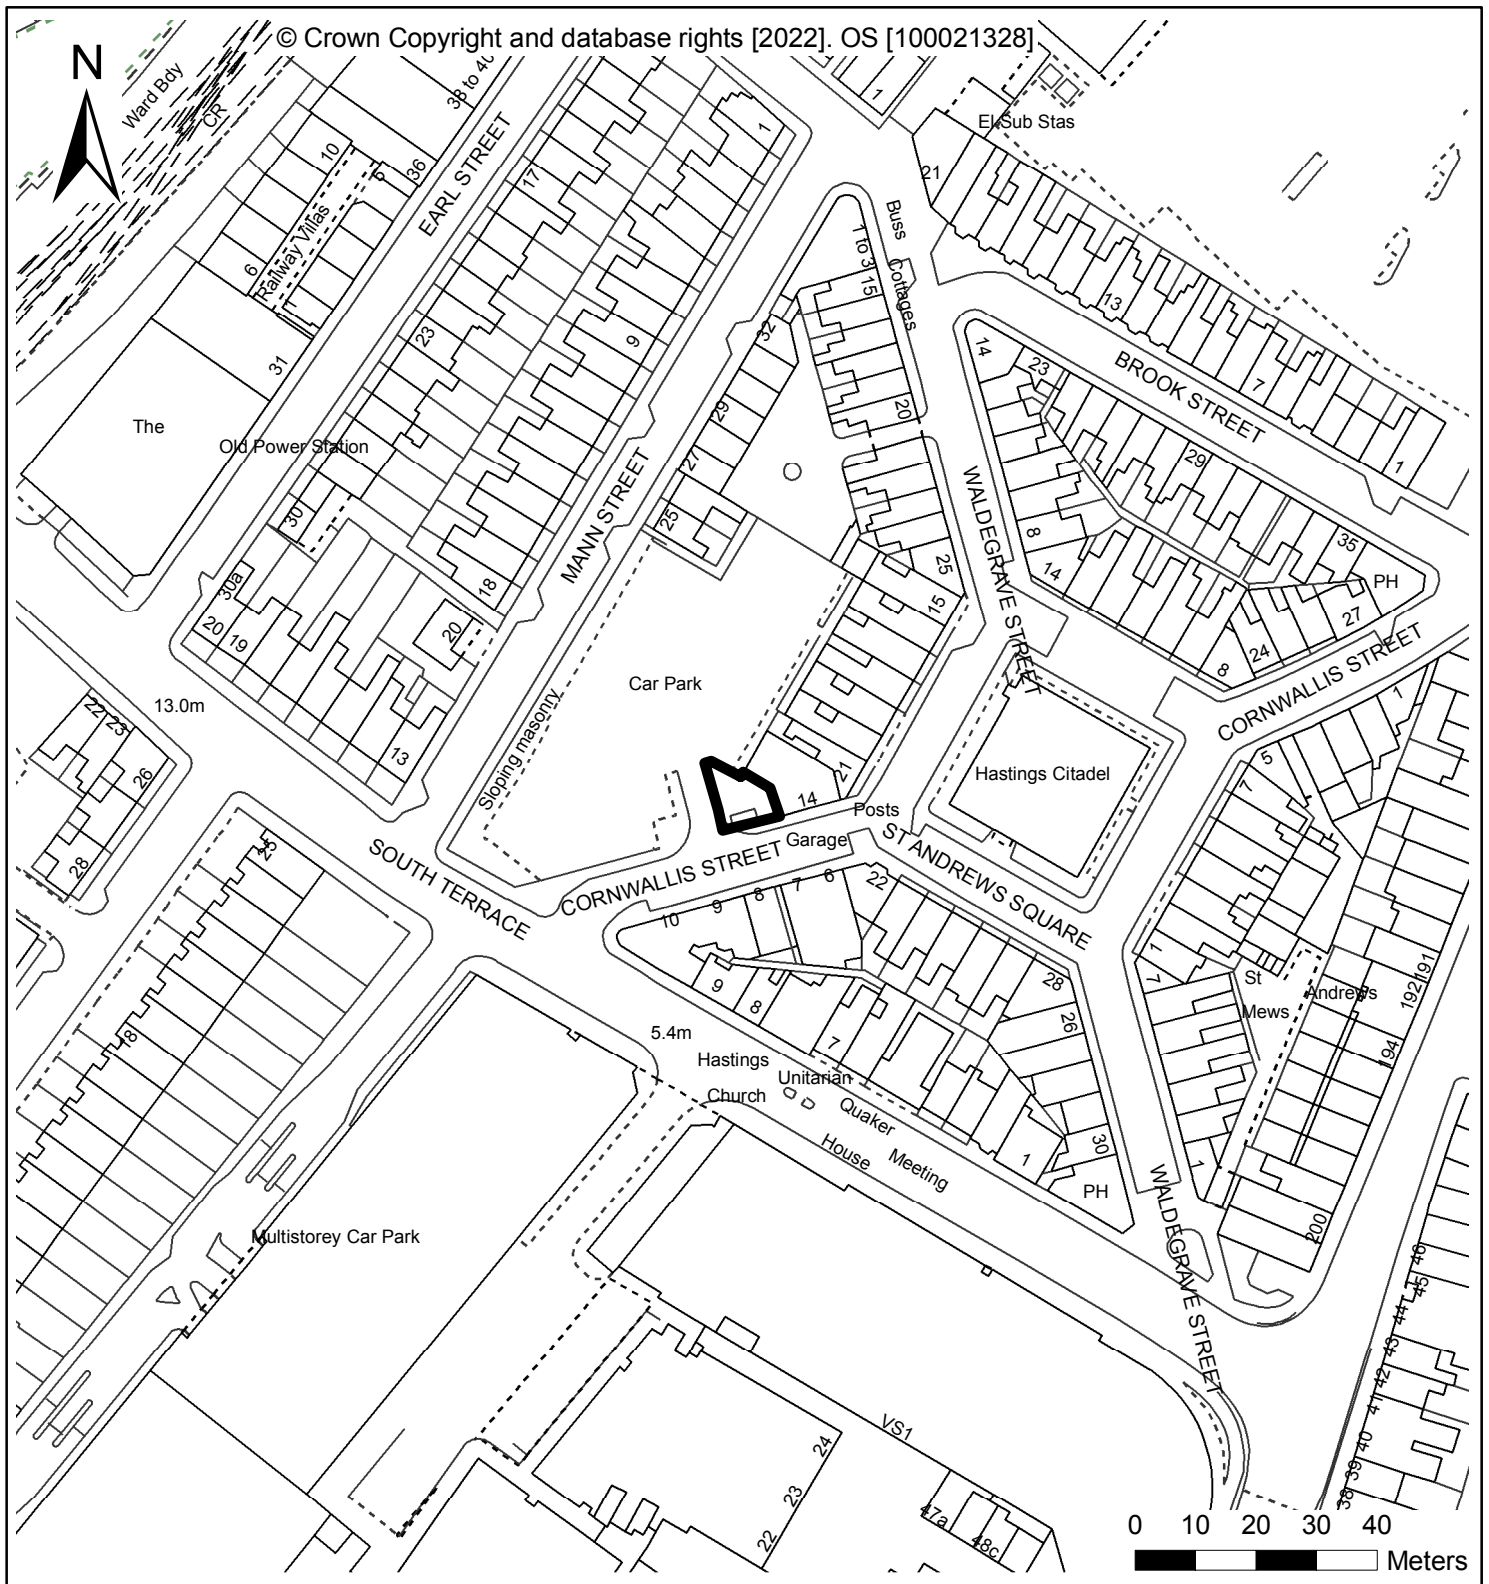 © Crown Copyright and database rights [2022]. OS [100021328]
N
Ward Bdy
CR
38 to 40
1
1
El Sub Stas
10
5
36
17
EARL STREET
21
Buss
Cottages
1 to 3
15
6
Railway Villas
1
23
9
32
13
31
14
23
BROOK STREET
7
The
Old Power Station
29
20
27
29
1
WALDEGRAVE STREET
30
MANN STREET
25
8
35
18
25
14
PH
30a
15
27
20
19
20
8
24
CORNWALLIS STREET
Car Park
1
13.0m
22
23
Sloping masonry
13
26
21
Hastings Citadel
5
7
14
Posts
28
25
Garage
SOUTH TERRACE
CORNWALLIS STREET
ST ANDREWS SQUARE
10
9
8
7
6
22
1
7
191
28
St
Andrews
Mews
192
9
8
26
18
5.4m
7
194
Hastings
Unitarian
Church
Quaker
Meeting
House
1
30
1
PH
WALDEGRAVE STREET
200
Multistorey Car Park
46
45
44
43
42
41
40
39
38
VS1
24
23
22
47a
48c
0 10 20 30 40
Meters